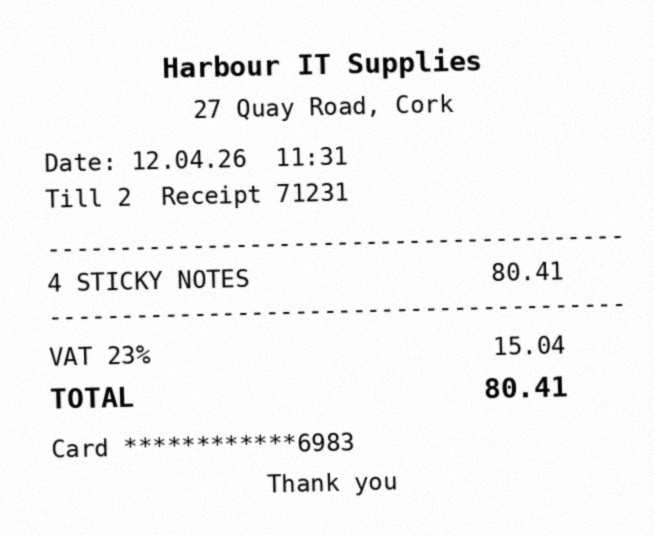 Harbour IT Supplies
27 Quay Road, Cork
Date: 12.04.26  11:31
Till 2  Receipt 71231
----------------------------------------
4 STICKY NOTES                 80.41
----------------------------------------
VAT 23%                        15.04
TOTAL                          80.41
Card ************6983
Thank you